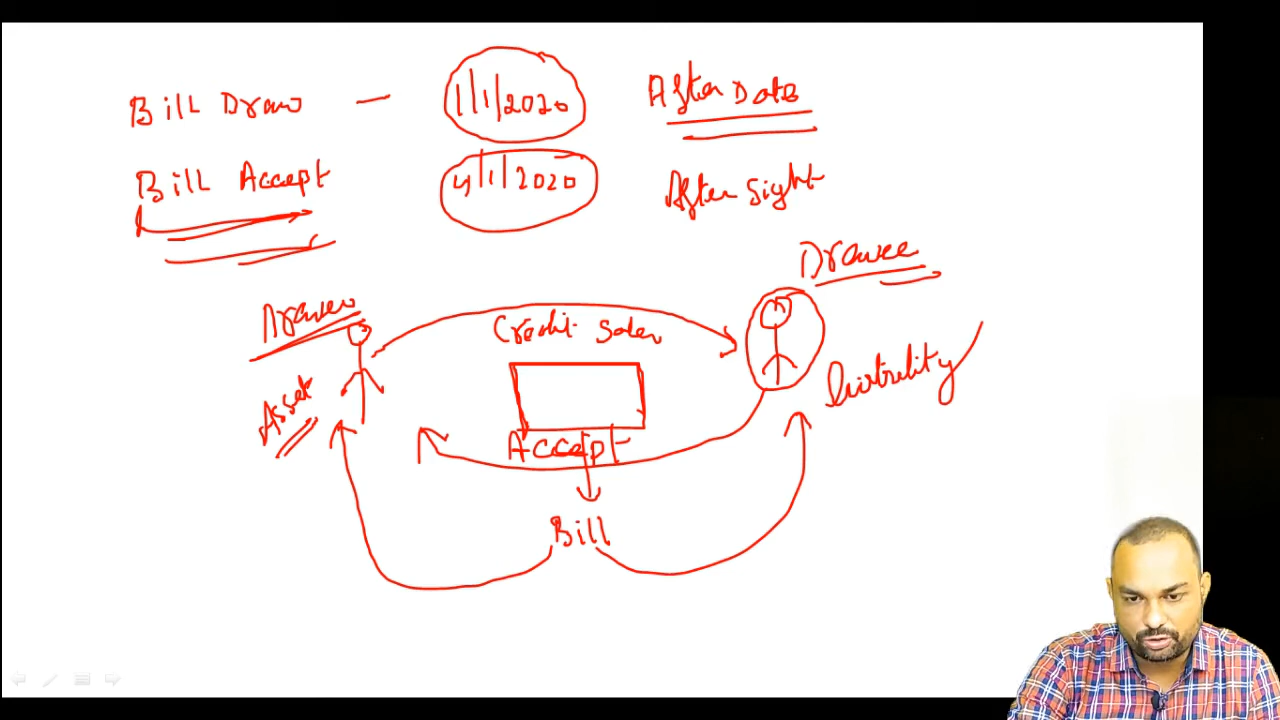 Bill Draw — 1/1/2020 After Date
Bill Accept 4/1/2020 After Sight
Drawee
Drawer
Credit Sales
Asset
Liability
Accept
Bill